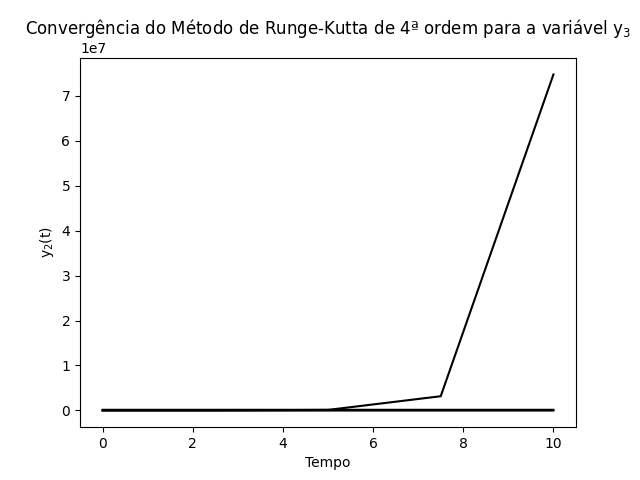 Convergência do Método de Runge-Kutta de 4ª ordem para a variável y₃
1e7
7
6
5
4
3
2
1
0
y₂(t)
0 2 4 6 8 10
Tempo